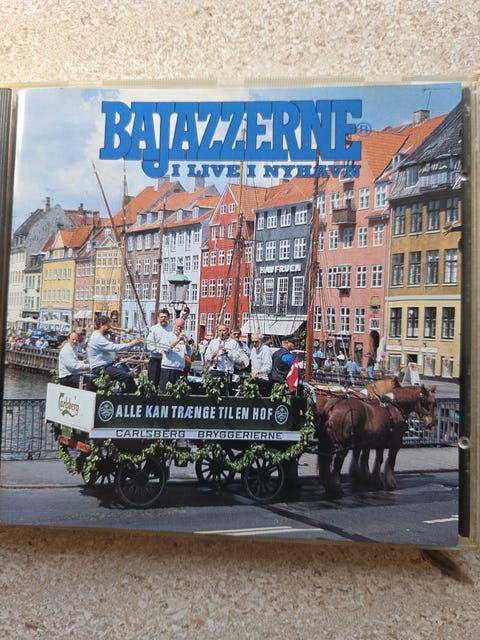 BAJAZZERNE®
I LIVE I NYHAVN
HAVFRUEN
Carlsberg
ALLE KAN TRÆNGE TIL EN HOF
CARLSBERG BRYGGERIERNE